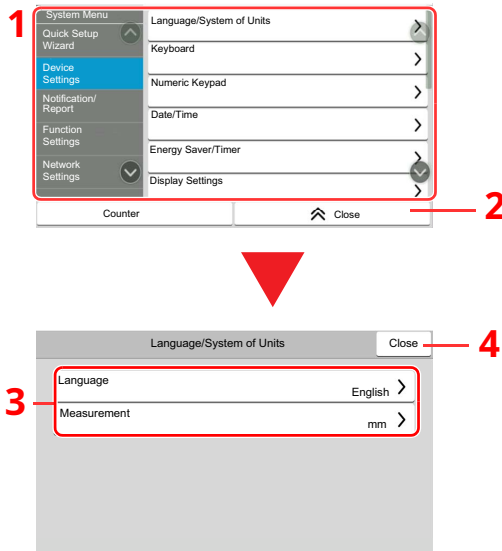 1
System Menu
Quick Setup
Wizard
Device
Settings
Notification/
Report
Function
Settings
Network
Settings
Language/System of Units
Keyboard
Numeric Keypad
Date/Time
Energy Saver/Timer
Display Settings
Counter
Close
2
Language/System of Units
Close
4
3
Language
English
Measurement
mm